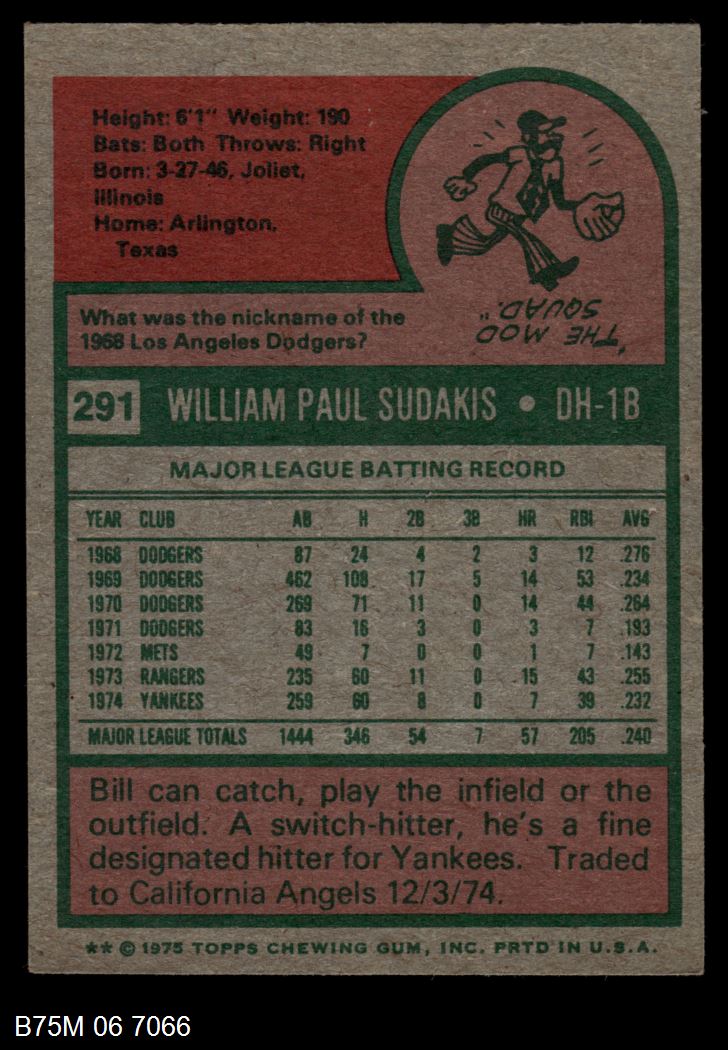 Height: 6'1" Weight: 190
Bats: Both Throws: Right
Born: 3-27-46, Joliet,
Illinois
Home: Arlington,
Texas
What was the nickname of the
1968 Los Angeles Dodgers?
"THE MOD
SQUAD."
291 WILLIAM PAUL SUDAKIS • DH-1B
MAJOR LEAGUE BATTING RECORD
YEAR CLUB AB H 2B 3B HR RBI AVG
1968 DODGERS 87 24 4 2 3 12 .276
1969 DODGERS 462 108 17 5 14 53 .234
1970 DODGERS 269 71 11 0 14 44 .264
1971 DODGERS 83 16 3 0 3 7 .193
1972 METS 49 7 0 0 1 7 .143
1973 RANGERS 235 60 11 0 15 43 .255
1974 YANKEES 259 60 8 0 7 39 .232
MAJOR LEAGUE TOTALS 1444 346 54 7 57 205 .240
Bill can catch, play the infield or the
outfield. A switch-hitter, he's a fine
designated hitter for Yankees. Traded
to California Angels 12/3/74.
** © 1975 TOPPS CHEWING GUM, INC. PRTD IN U.S.A.
B75M 06 7066